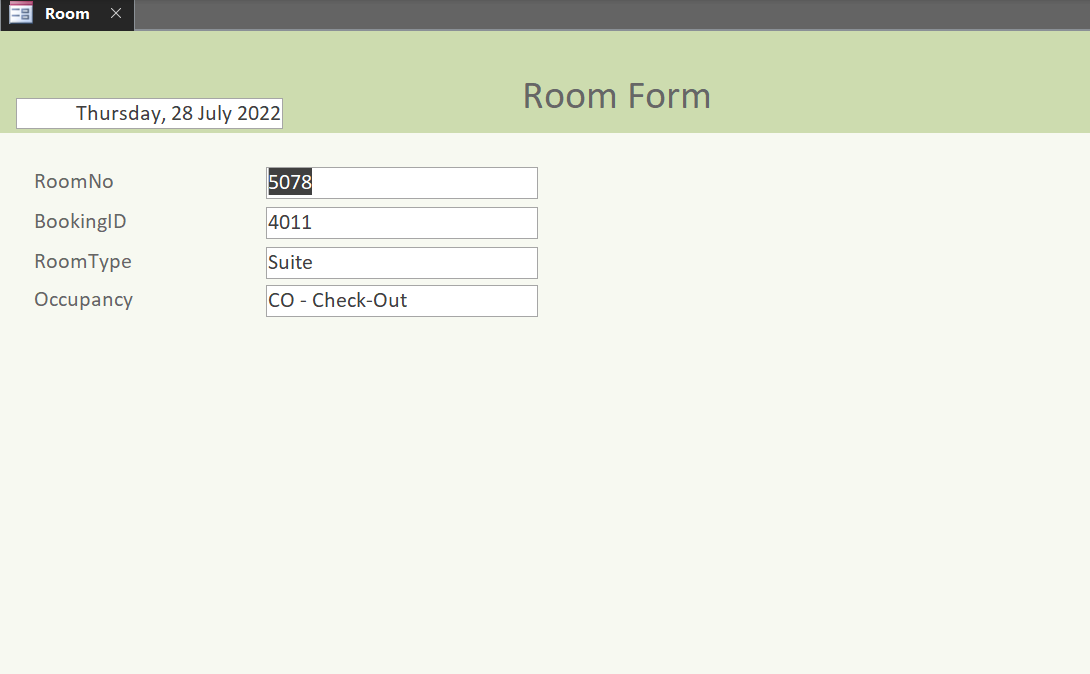 Room
Room Form
Thursday, 28 July 2022
RoomNo 5078
BookingID 4011
RoomType Suite
Occupancy CO - Check-Out